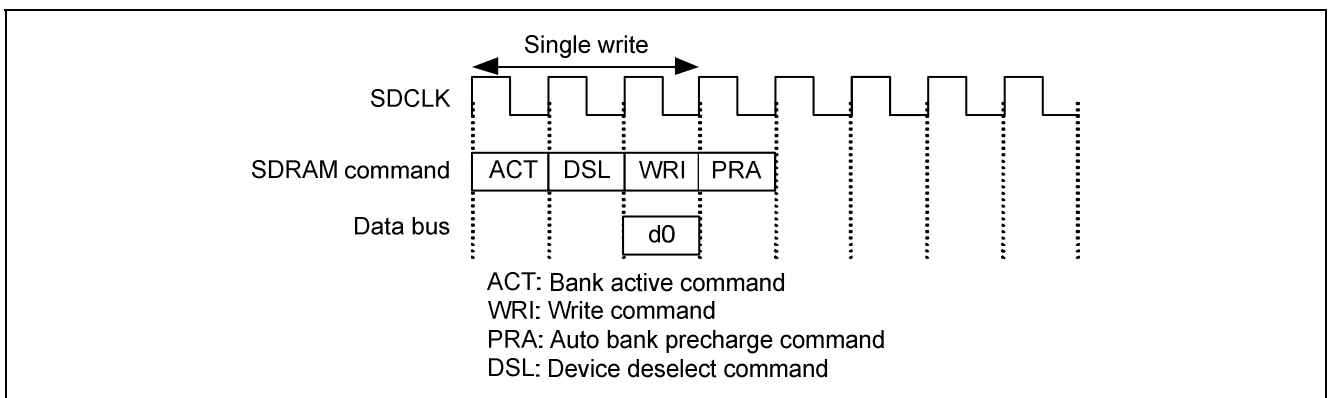 Single write
SDCLK
SDRAM command ACT DSL WRI PRA
Data bus d0
ACT: Bank active command
WRI: Write command
PRA: Auto bank precharge command
DSL: Device deselect command